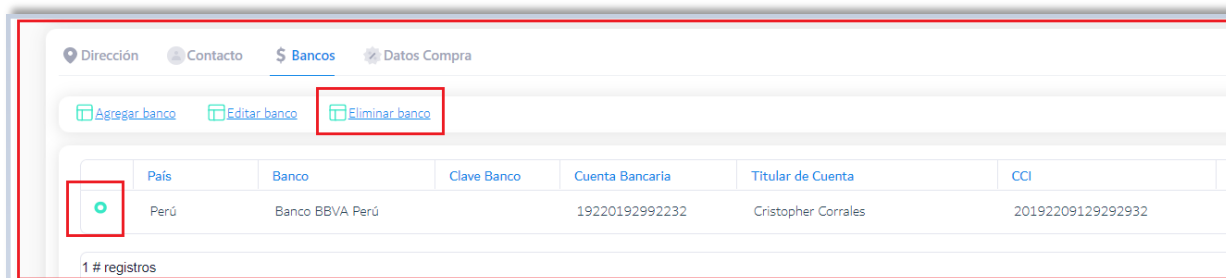 Dirección Contacto $ Bancos Datos Compra
Agregar banco Editar banco Eliminar banco
País Banco Clave Banco Cuenta Bancaria Titular de Cuenta CCI
Perú Banco BBVA Perú 19220192992232 Cristopher Corrales 20192209129292932
1 # registros